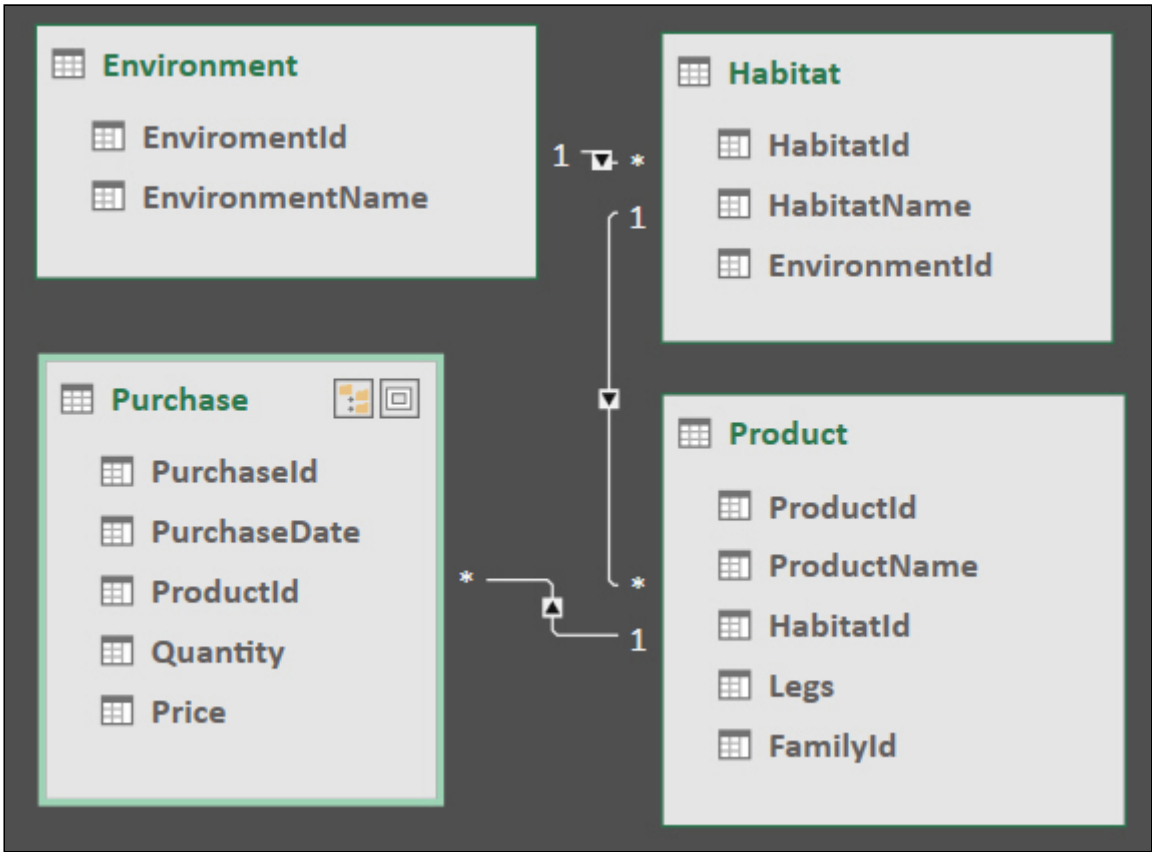 Environment
EnviromentId
EnvironmentName
1 *
Habitat
HabitatId
HabitatName
EnvironmentId
1
*
Purchase
PurchaseId
PurchaseDate
ProductId
Quantity
Price
*
1
Product
ProductId
ProductName
HabitatId
Legs
FamilyId